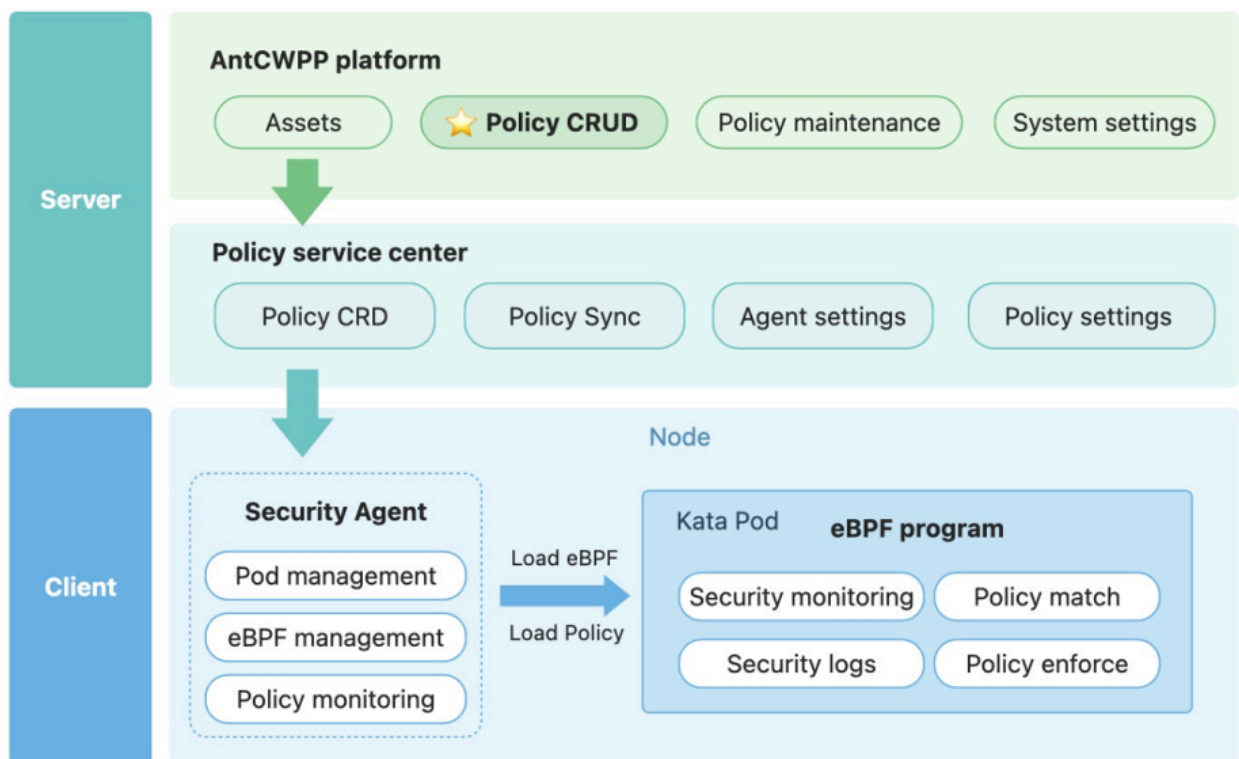 Server
AntCWPP platform
Assets
Policy CRUD
Policy maintenance
System settings
Policy service center
Policy CRD
Policy Sync
Agent settings
Policy settings
Client
Node
Security Agent
Pod management
eBPF management
Policy monitoring
Load eBPF
Load Policy
Kata Pod
eBPF program
Security monitoring
Policy match
Security logs
Policy enforce